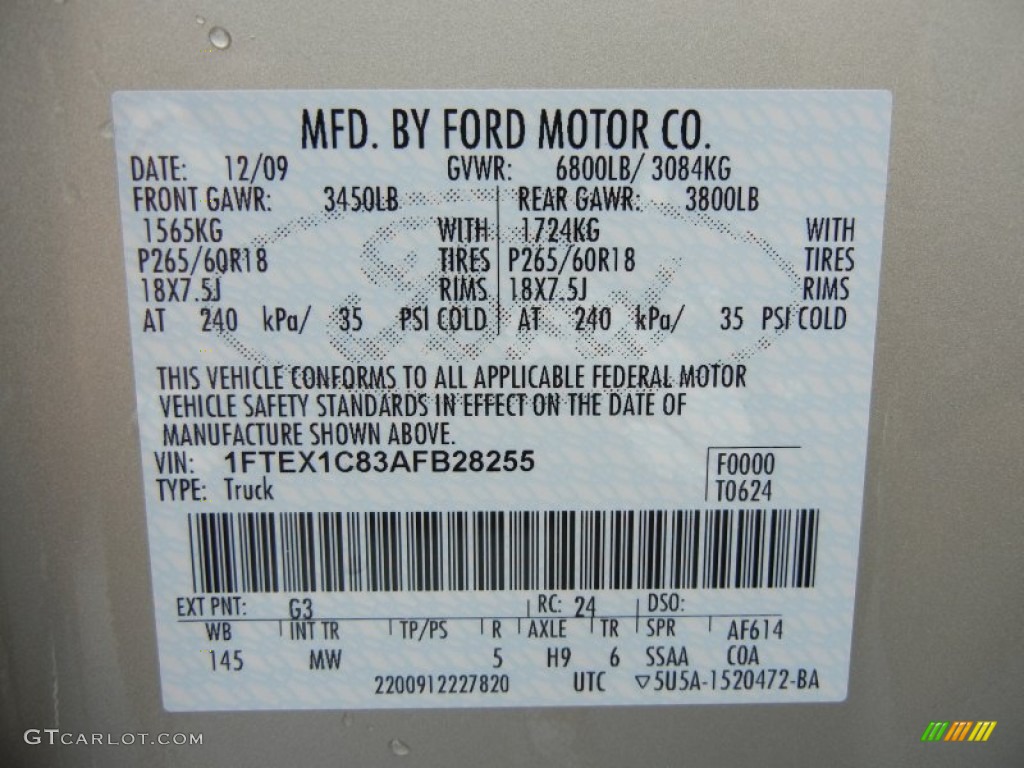 MFD. BY FORD MOTOR CO.
DATE: 12/09 GVWR: 6800LB/ 3084KG
FRONT GAWR: 3450LB REAR GAWR: 3800LB
1565KG WITH 1724KG WITH
P265/60R18 TIRES P265/60R18 TIRES
18X7.5J RIMS 18X7.5J RIMS
AT 240 kPa/ 35 PSI COLD AT 240 kPa/ 35 PSI COLD
THIS VEHICLE CONFORMS TO ALL APPLICABLE FEDERAL MOTOR
VEHICLE SAFETY STANDARDS IN EFFECT ON THE DATE OF
MANUFACTURE SHOWN ABOVE.
VIN: 1FTEX1C83AFB28255 F0000
TYPE: Truck T0624
EXT PNT: G3 RC: 24 DSO:
WB INT TR TP/PS R AXLE TR SPR AF614
145 MW 5 H9 6 SSAA COA
2200912227820 UTC ▽5U5A-1520472-BA
GTCARLOT.COM